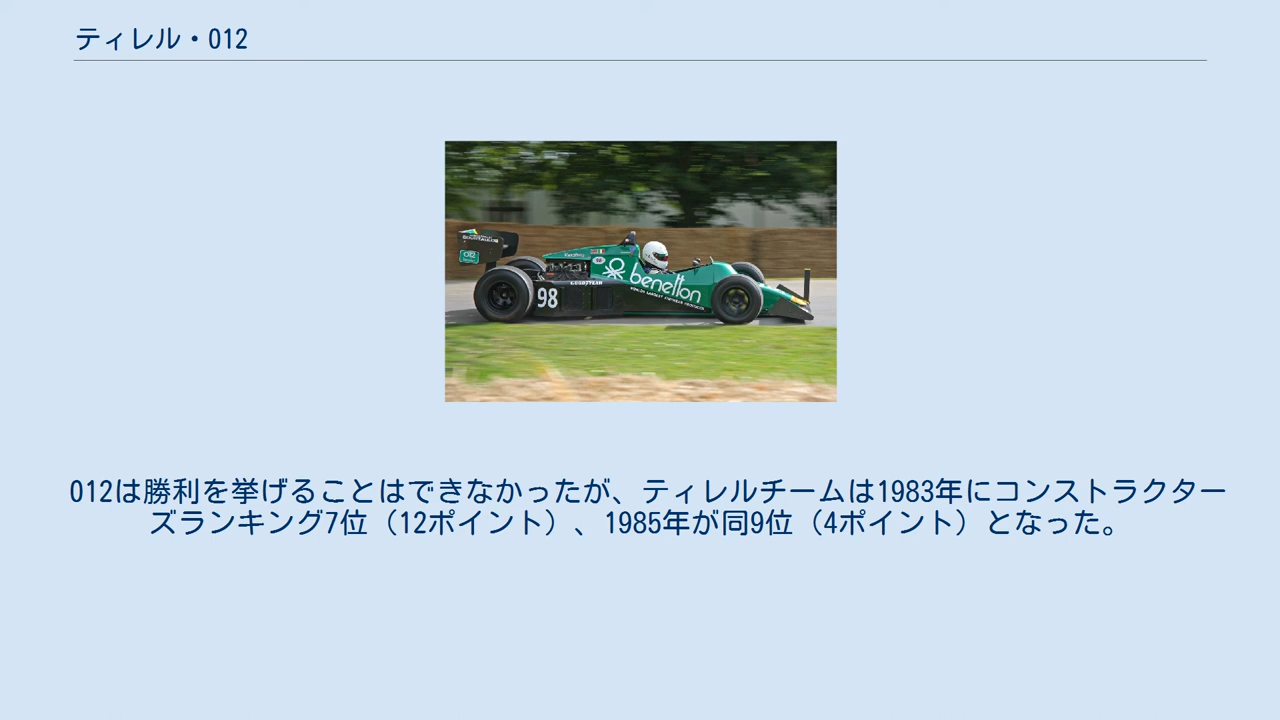 ティレル・012
benetton
GOODYEAR
98
012は勝利を挙げることはできなかったが、ティレルチームは1983年にコンストラクター
ズランキング7位（12ポイント）、1985年が同9位（4ポイント）となった。